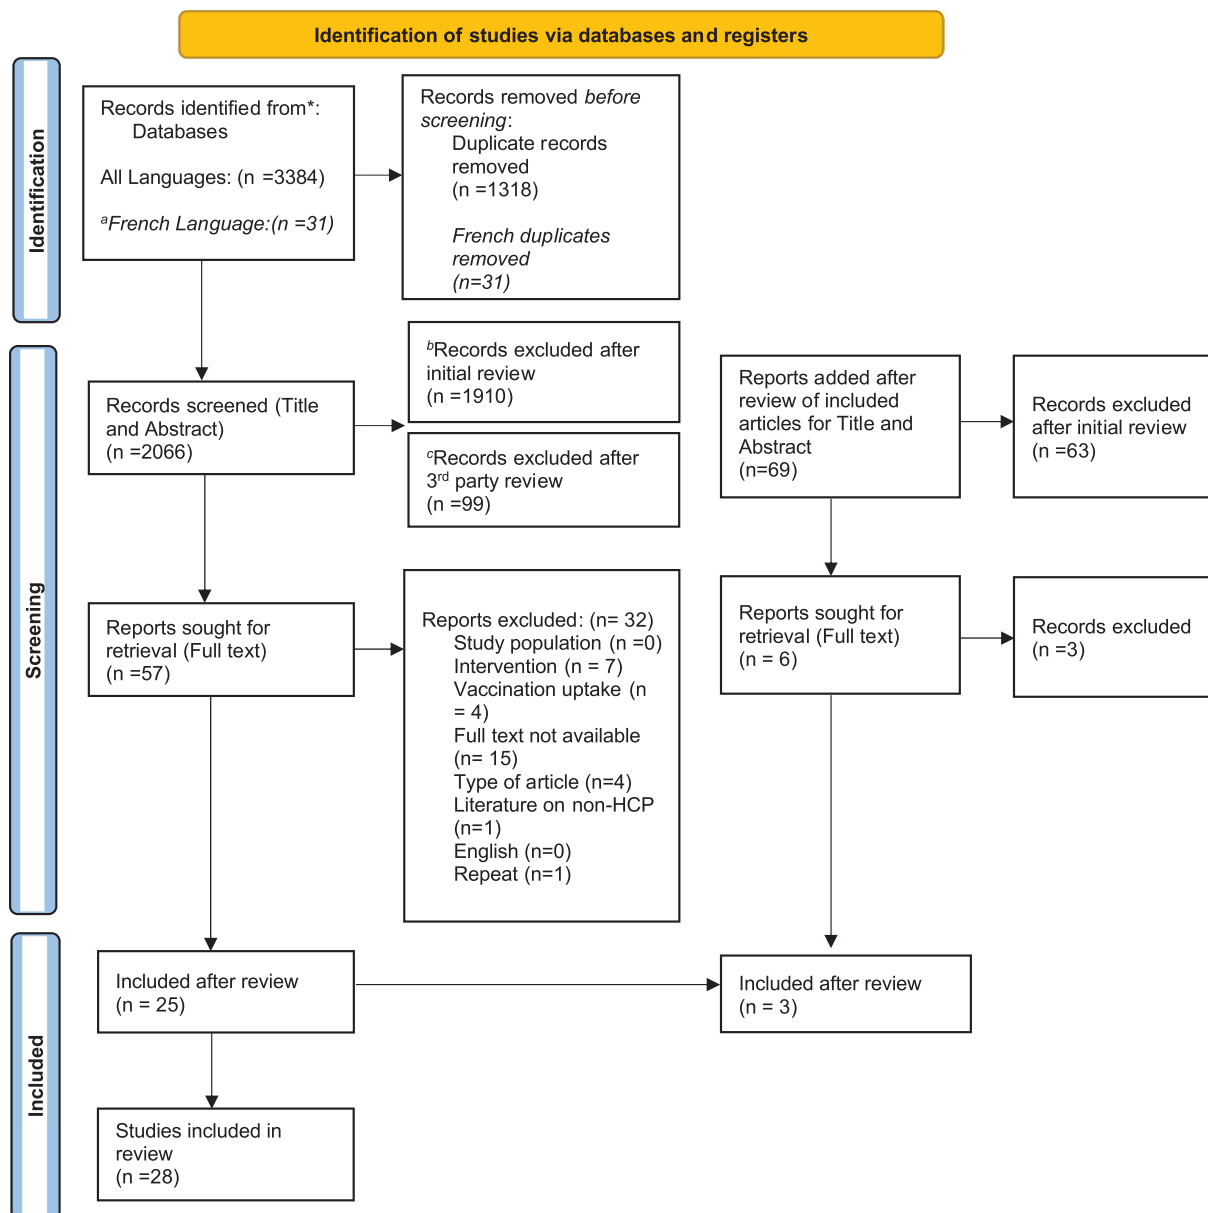 Identification of studies via databases and registers
Identification
Records identified from*:
Databases
All Languages: (n =3384)
aFrench Language:(n =31)
Records removed before
screening:
Duplicate records
removed
(n =1318)
French duplicates
removed
(n=31)
Screening
Records screened (Title
and Abstract)
(n =2066)
bRecords excluded after
initial review
(n =1910)
cRecords excluded after
3rd party review
(n =99)
Reports added after
review of included
articles for Title and
Abstract
(n=69)
Records excluded
after initial review
(n =63)
Reports sought for
retrieval (Full text)
(n =57)
Reports excluded: (n= 32)
Study population (n =0)
Intervention (n = 7)
Vaccination uptake (n
= 4)
Full text not available
(n= 15)
Type of article (n=4)
Literature on non-HCP
(n=1)
English (n=0)
Repeat (n=1)
Reports sought for
retrieval (Full text)
(n = 6)
Records excluded
(n =3)
Included
Included after review
(n = 25)
Included after review
(n = 3)
Studies included in
review
(n =28)